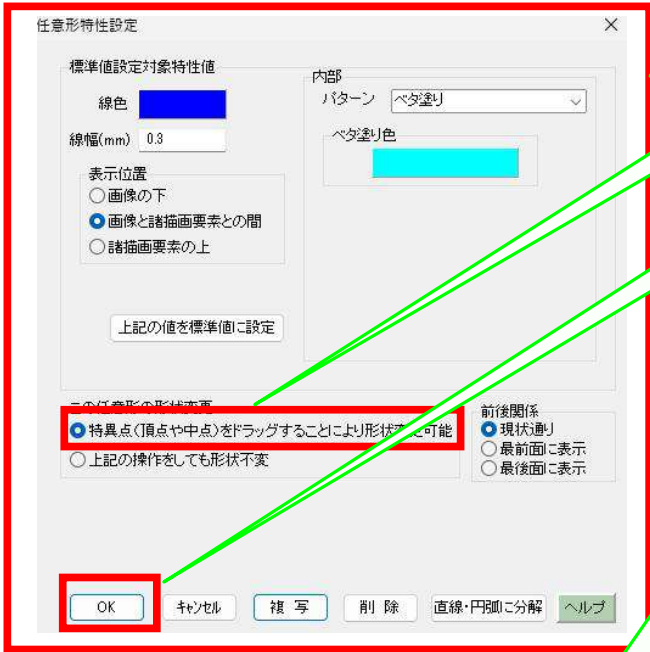 任意形特性設定
標準値設定対象特性値
線色
線幅(mm) 0.3
表示位置
画像の下
画像と諸描画要素との間
諸描画要素の上
上記の値を標準値に設定
内部
パターン ベタ塗り
ベタ塗り色
この任意形の形状変更
特異点(頂点や中点)をドラッグすることにより形状変更可能
上記の操作をしても形状不変
前後関係
現状通り
最前面に表示
最後面に表示
OK キャンセル 複写 削除 直線・円弧に分解 ヘルプ